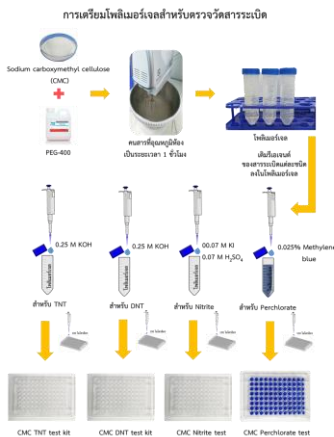 การเตรียมโพลิเมอร์เจลสำหรับตรวจวัดสารระเบิด
Sodium carboxymethyl cellulose
(CMC)
PEG-400
คนสารที่อุณหภูมิห้อง
เป็นระยะเวลา 1 ชั่วโมง
โพลิเมอร์เจล
เติมรีเอเจนต์
ของสารระเบิดแต่ละชนิด
ลงในโพลิเมอร์เจล
0.25 M KOH
0.25 M KOH
00.07 M KI
0.07 M H₂SO₄
0.025% Methylene
blue
สำหรับ TNT
สำหรับ DNT
สำหรับ Nitrite
สำหรับ Perchlorate
CMC TNT test kit
CMC DNT test kit
CMC Nitrite test
CMC Perchlorate test